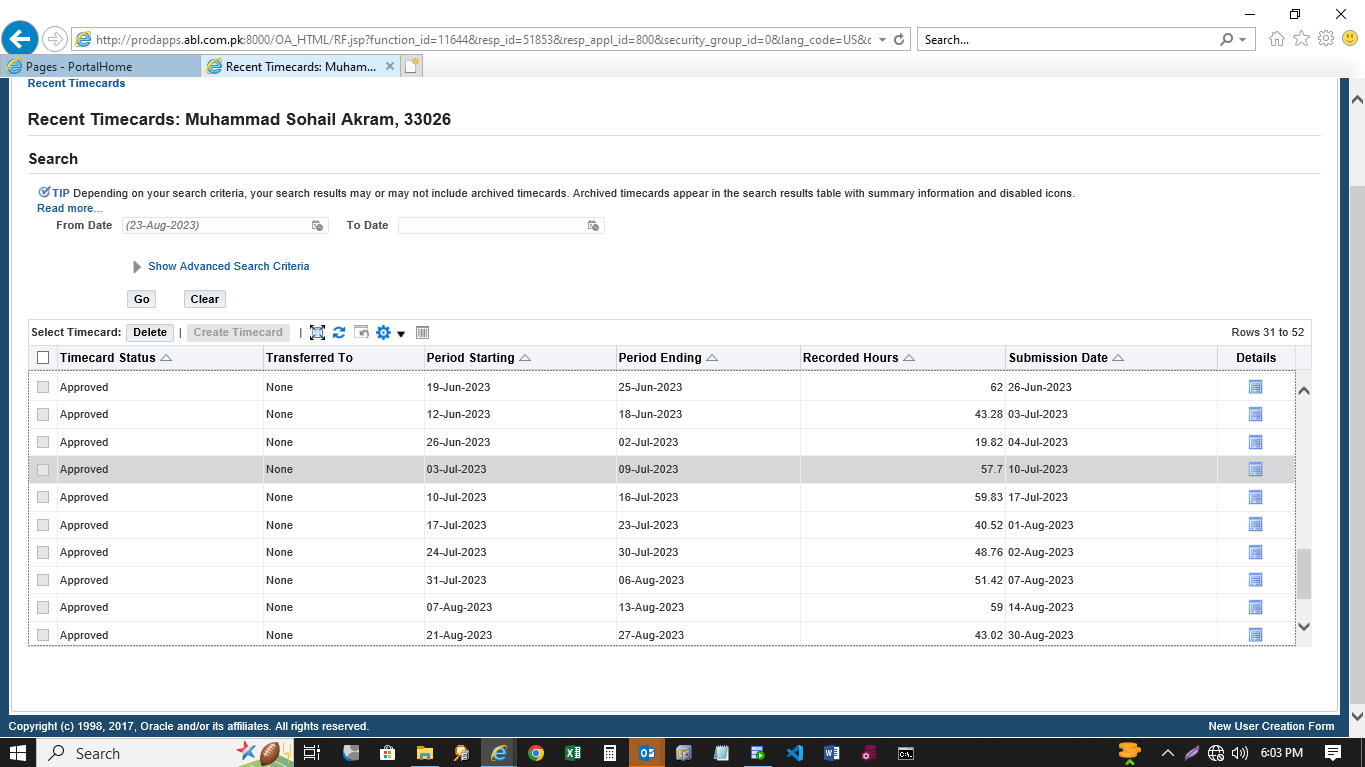 http://prodapps.abl.com.pk:8000/OA_HTML/RF.jsp?function_id=11644&resp_id=51853&resp_appl_id=800&security_group_id=0&lang_code=US&c Search...
Pages - PortalHome Recent Timecards: Muham...
Recent Timecards
Recent Timecards: Muhammad Sohail Akram, 33026
Search
TIP Depending on your search criteria, your search results may or may not include archived timecards. Archived timecards appear in the search results table with summary information and disabled icons.
Read more...
From Date (23-Aug-2023) To Date
Show Advanced Search Criteria
Go Clear
Select Timecard: Delete | Create Timecard | Rows 31 to 52
Timecard Status Transferred To Period Starting Period Ending Recorded Hours Submission Date Details
Approved None 19-Jun-2023 25-Jun-2023 62 26-Jun-2023
Approved None 12-Jun-2023 18-Jun-2023 43.28 03-Jul-2023
Approved None 26-Jun-2023 02-Jul-2023 19.82 04-Jul-2023
Approved None 03-Jul-2023 09-Jul-2023 57.7 10-Jul-2023
Approved None 10-Jul-2023 16-Jul-2023 59.83 17-Jul-2023
Approved None 17-Jul-2023 23-Jul-2023 40.52 01-Aug-2023
Approved None 24-Jul-2023 30-Jul-2023 48.76 02-Aug-2023
Approved None 31-Jul-2023 06-Aug-2023 51.42 07-Aug-2023
Approved None 07-Aug-2023 13-Aug-2023 59 14-Aug-2023
Approved None 21-Aug-2023 27-Aug-2023 43.02 30-Aug-2023
Copyright (c) 1998, 2017, Oracle and/or its affiliates. All rights reserved. New User Creation Form
Search 6:03 PM